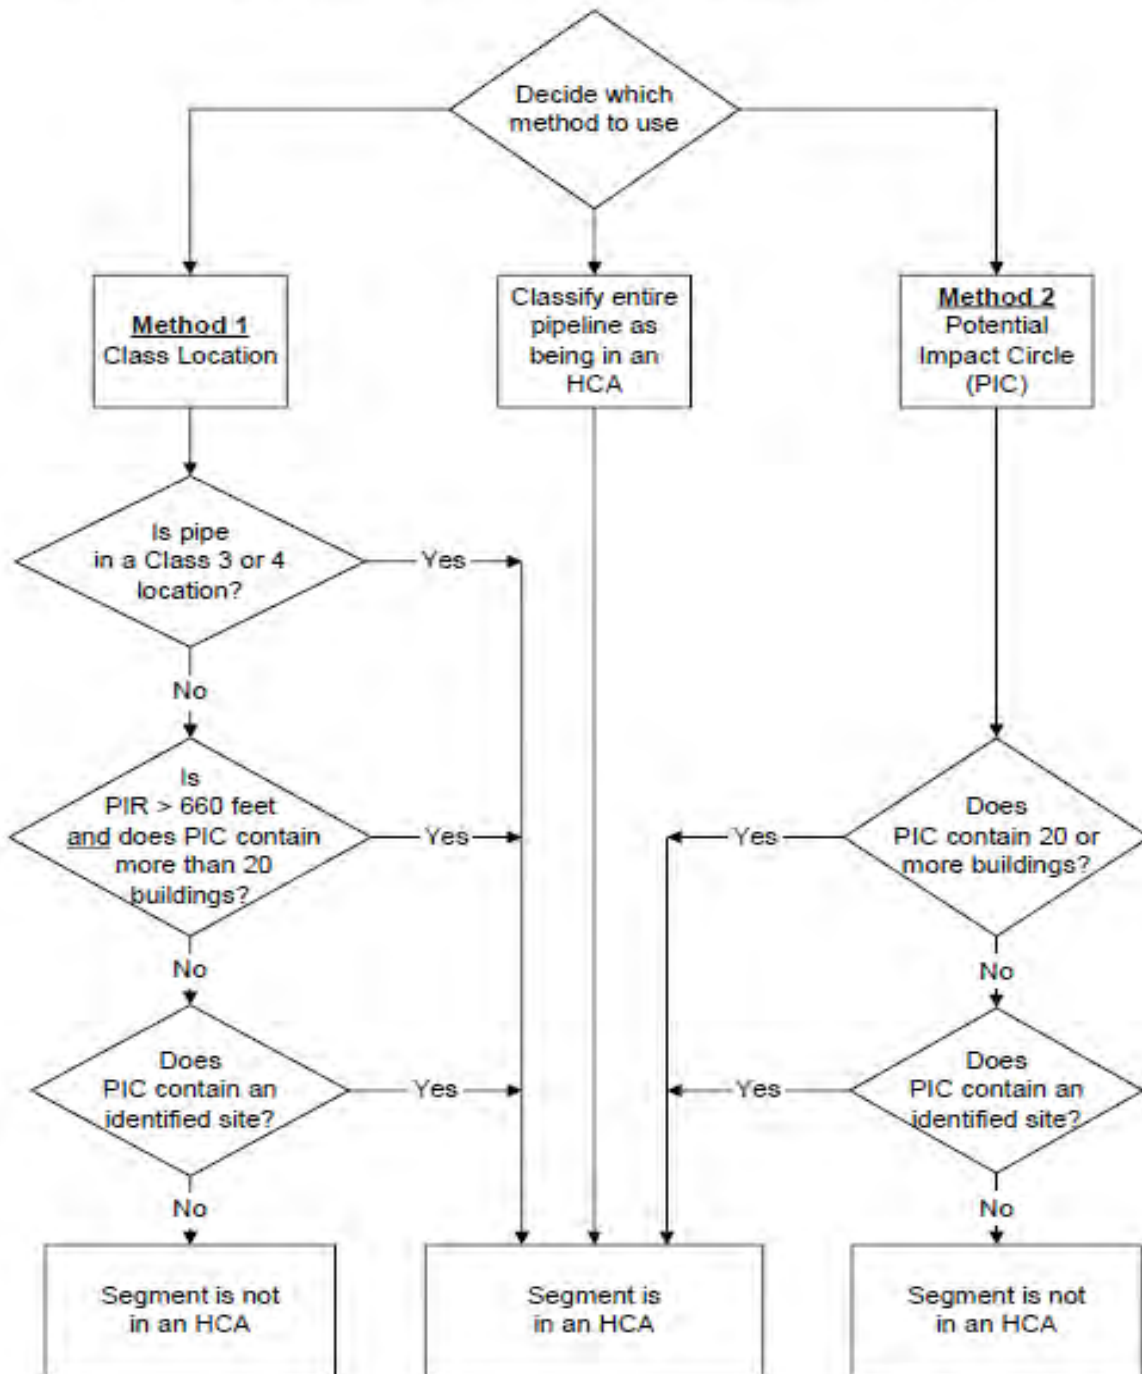 Decide which
method to use
Method 1
Class Location
Classify entire
pipeline as
being in an
HCA
Method 2
Potential
Impact Circle
(PIC)
Is pipe
in a Class 3 or 4
location?
Yes
No
Is
PIR > 660 feet
and does PIC contain
more than 20
buildings?
Yes
Yes
Does
PIC contain 20 or
more buildings?
No
No
Does
PIC contain an
identified site?
Yes
Yes
Does
PIC contain an
identified site?
No
No
Segment is not
in an HCA
Segment is
in an HCA
Segment is not
in an HCA